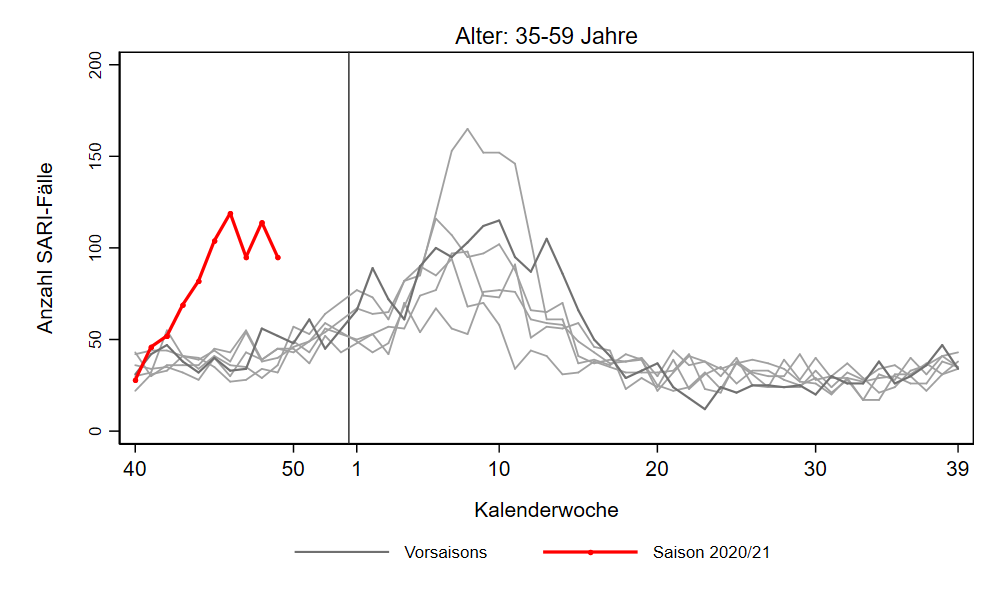 Alter: 35-59 Jahre
200
150
100
50
0
Anzahl SARI-Fälle
40 50 1 10 20 30 39
Kalenderwoche
Vorsaisons Saison 2020/21